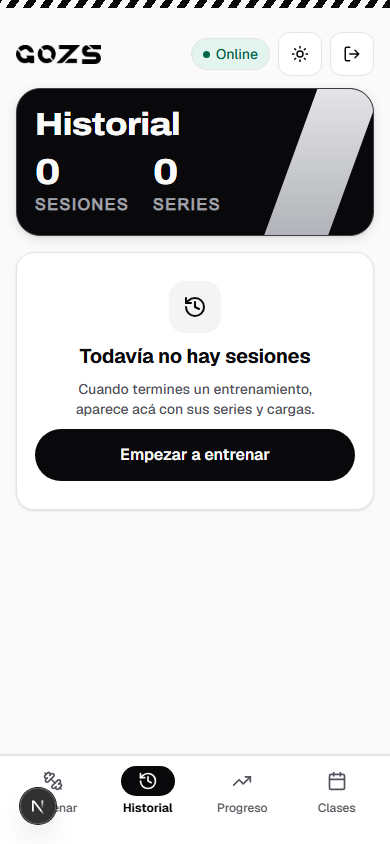 GOZS
Online
Historial
0 0
SESIONES SERIES
Todavía no hay sesiones
Cuando termines un entrenamiento,
aparece acá con sus series y cargas.
Empezar a entrenar
N
Historial Progreso Clases